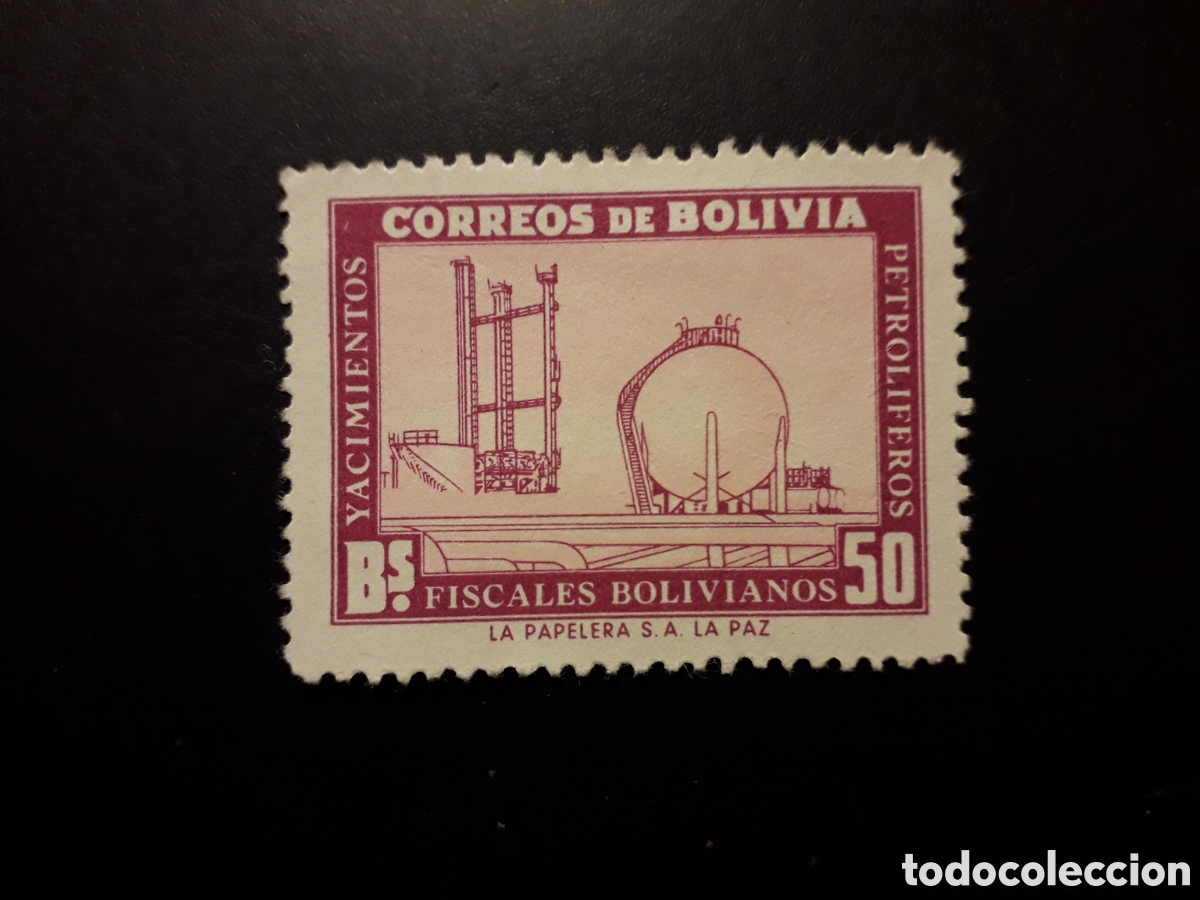 CORREOS DE BOLIVIA
YACIMIENTOS
PETROLIFEROS
FISCALES BOLIVIANOS
Bs. 50
LA PAPELERA S. A. LA PAZ
todocoleccion